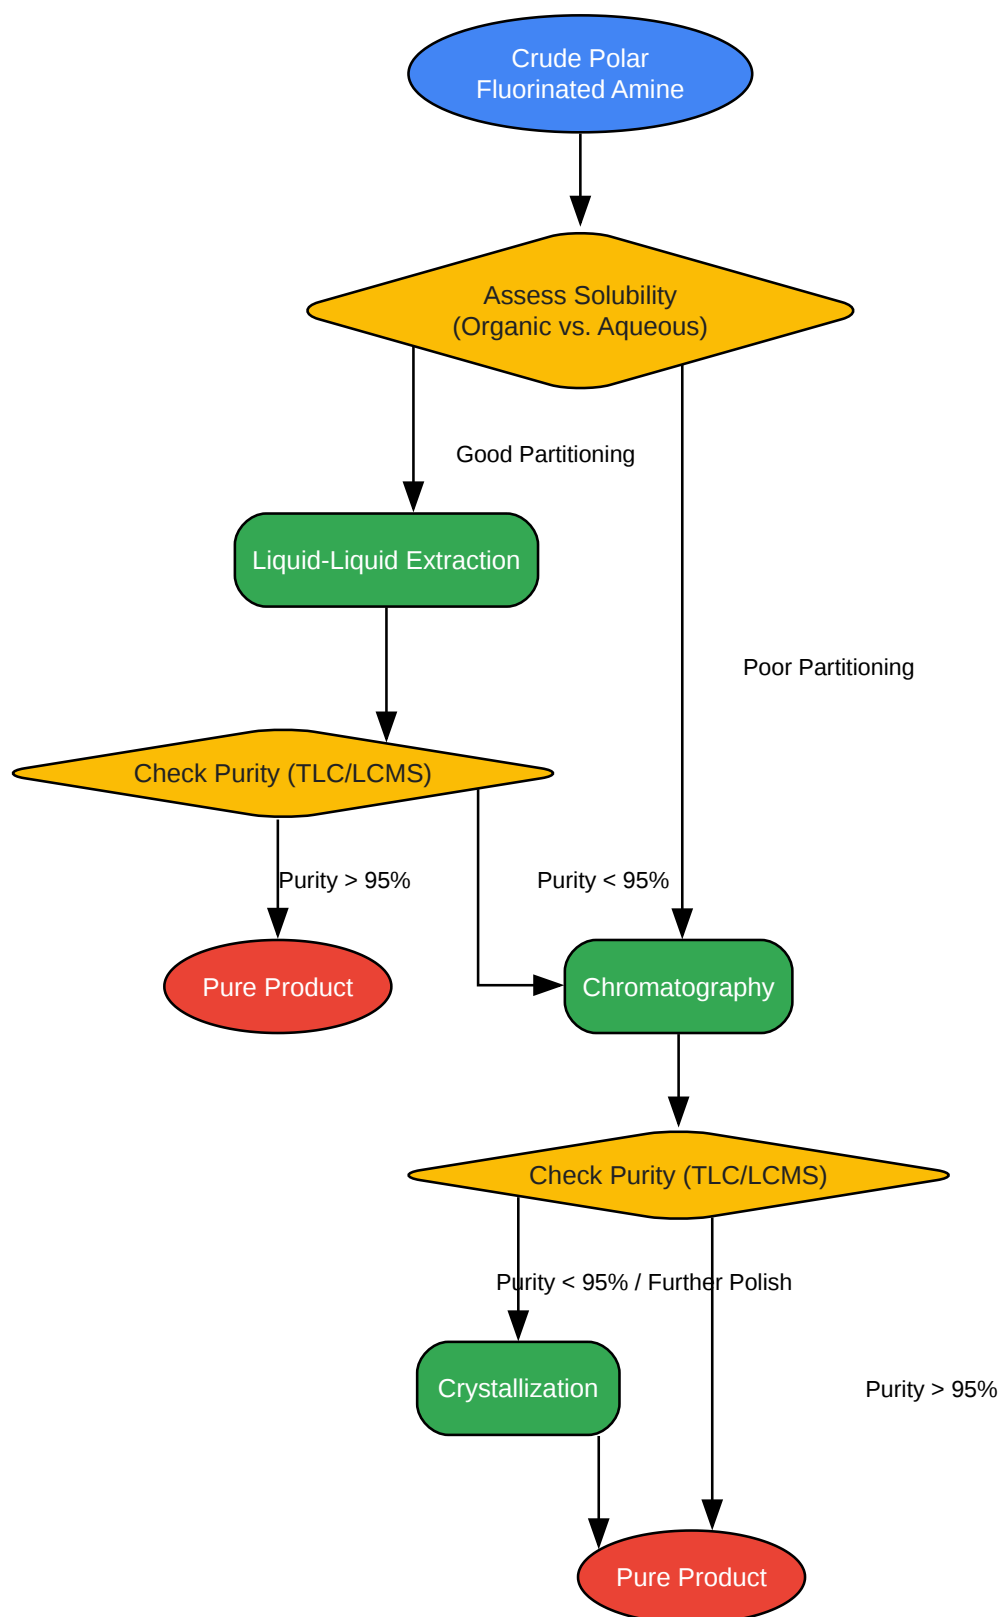 Crude Polar
Fluorinated Amine
Assess Solubility
(Organic vs. Aqueous)
Good Partitioning
Liquid-Liquid Extraction
Poor Partitioning
Check Purity (TLC/LCMS)
Purity > 95%
Purity < 95%
Pure Product
Chromatography
Check Purity (TLC/LCMS)
Purity < 95% / Further Polish
Crystallization
Purity > 95%
Pure Product